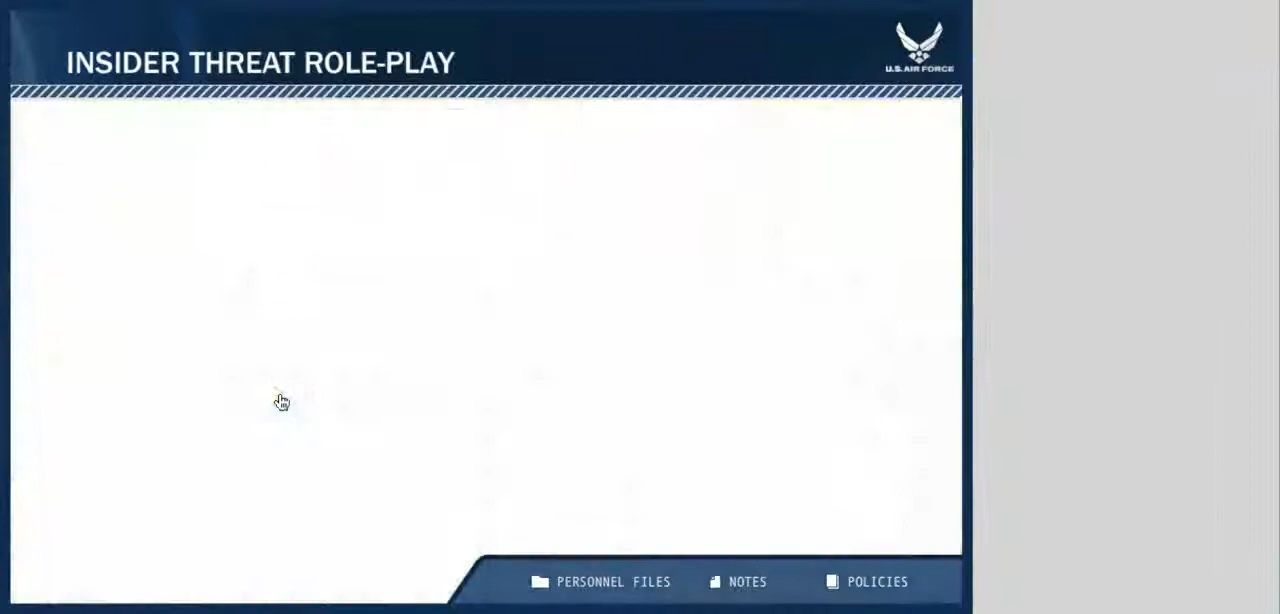 INSIDER THREAT ROLE-PLAY
U.S. AIR FORCE
PERSONNEL FILES
NOTES
POLICIES